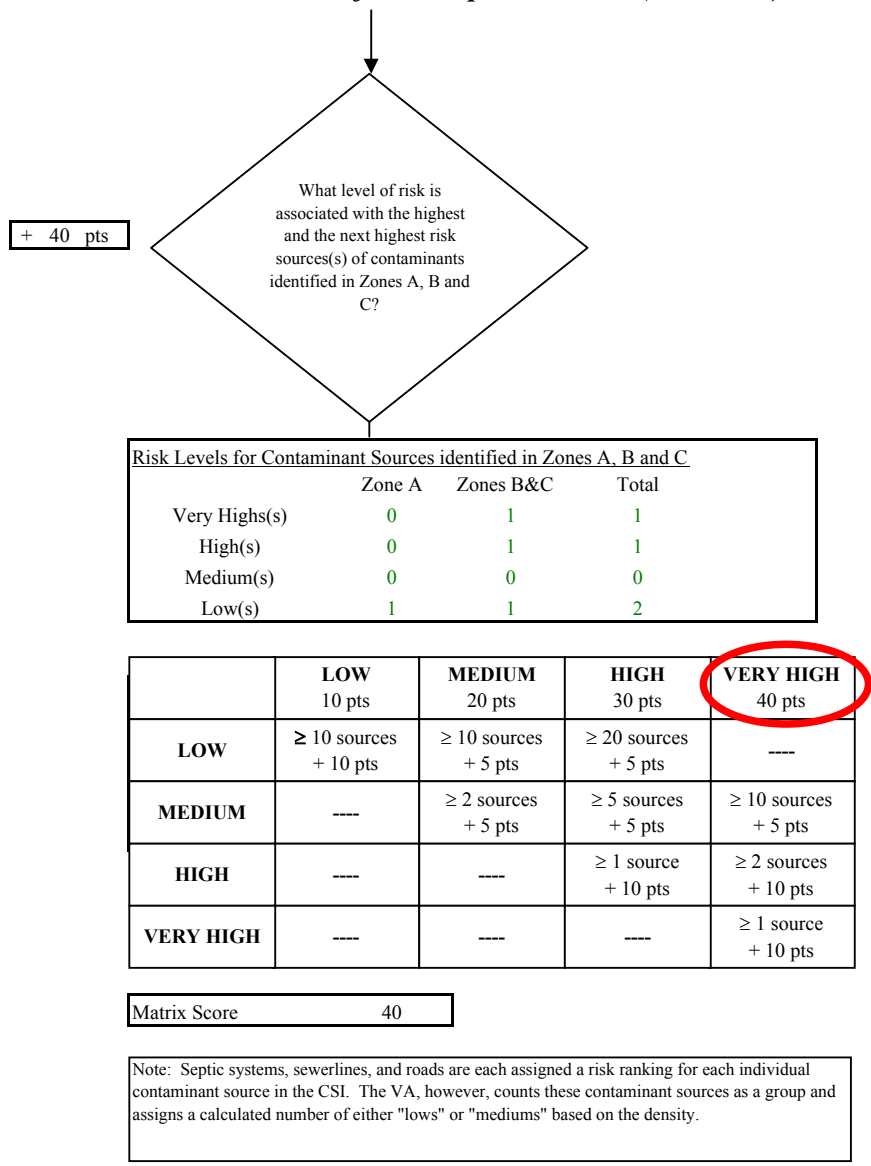 What level of risk is
associated with the highest
and the next highest risk
sources(s) of contaminants
identified in Zones A, B and
C?
+ 40 pts
Risk Levels for Contaminant Sources identified in Zones A, B and C
Zone A Zones B&C Total
Very Highs(s) 0 1 1
High(s) 0 1 1
Medium(s) 0 0 0
Low(s) 1 1 2
LOW MEDIUM HIGH VERY HIGH
10 pts 20 pts 30 pts 40 pts
LOW ≥ 10 sources ≥ 10 sources ≥ 20 sources ----
+ 10 pts + 5 pts + 5 pts
MEDIUM ---- ≥ 2 sources ≥ 5 sources ≥ 10 sources
+ 5 pts + 5 pts + 5 pts
HIGH ---- ---- ≥ 1 source ≥ 2 sources
+ 10 pts + 10 pts
VERY HIGH ---- ---- ---- ≥ 1 source
+ 10 pts
Matrix Score 40
Note: Septic systems, sewerlines, and roads are each assigned a risk ranking for each individual
contaminant source in the CSI. The VA, however, counts these contaminant sources as a group and
assigns a calculated number of either "lows" or "mediums" based on the density.